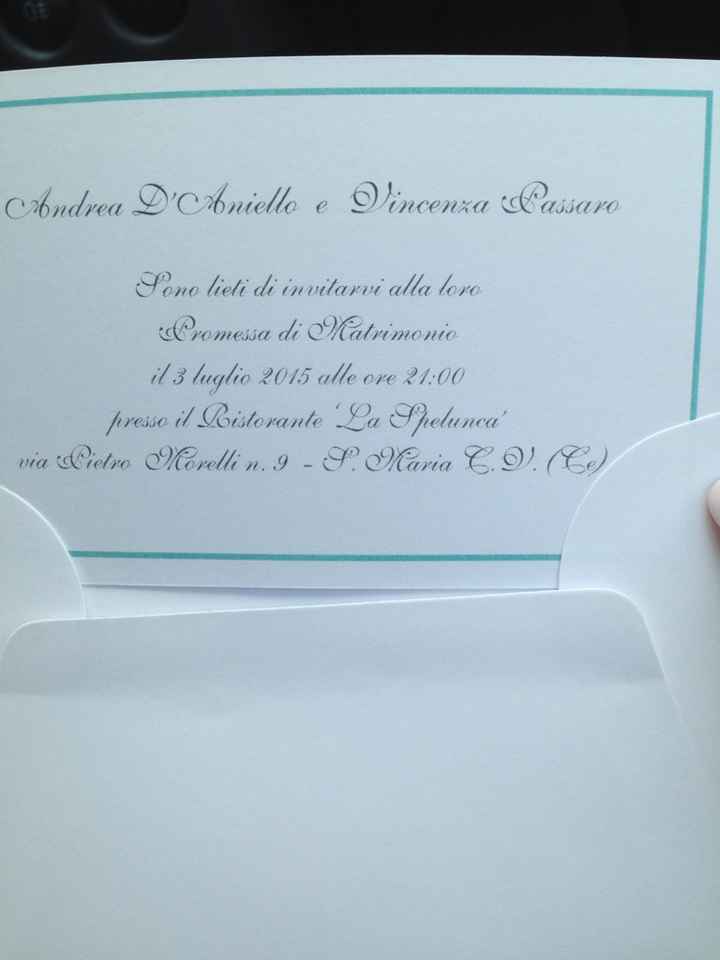 Andrea D'Aniello e Vincenza Passaro
Sono lieti di invitarvi alla loro
Promessa di Matrimonio
il 3 luglio 2015 alle ore 21:00
presso il Ristorante 'La Spelunca'
via Pietro Morelli n. 9 - S. Maria C.V. (Ce)